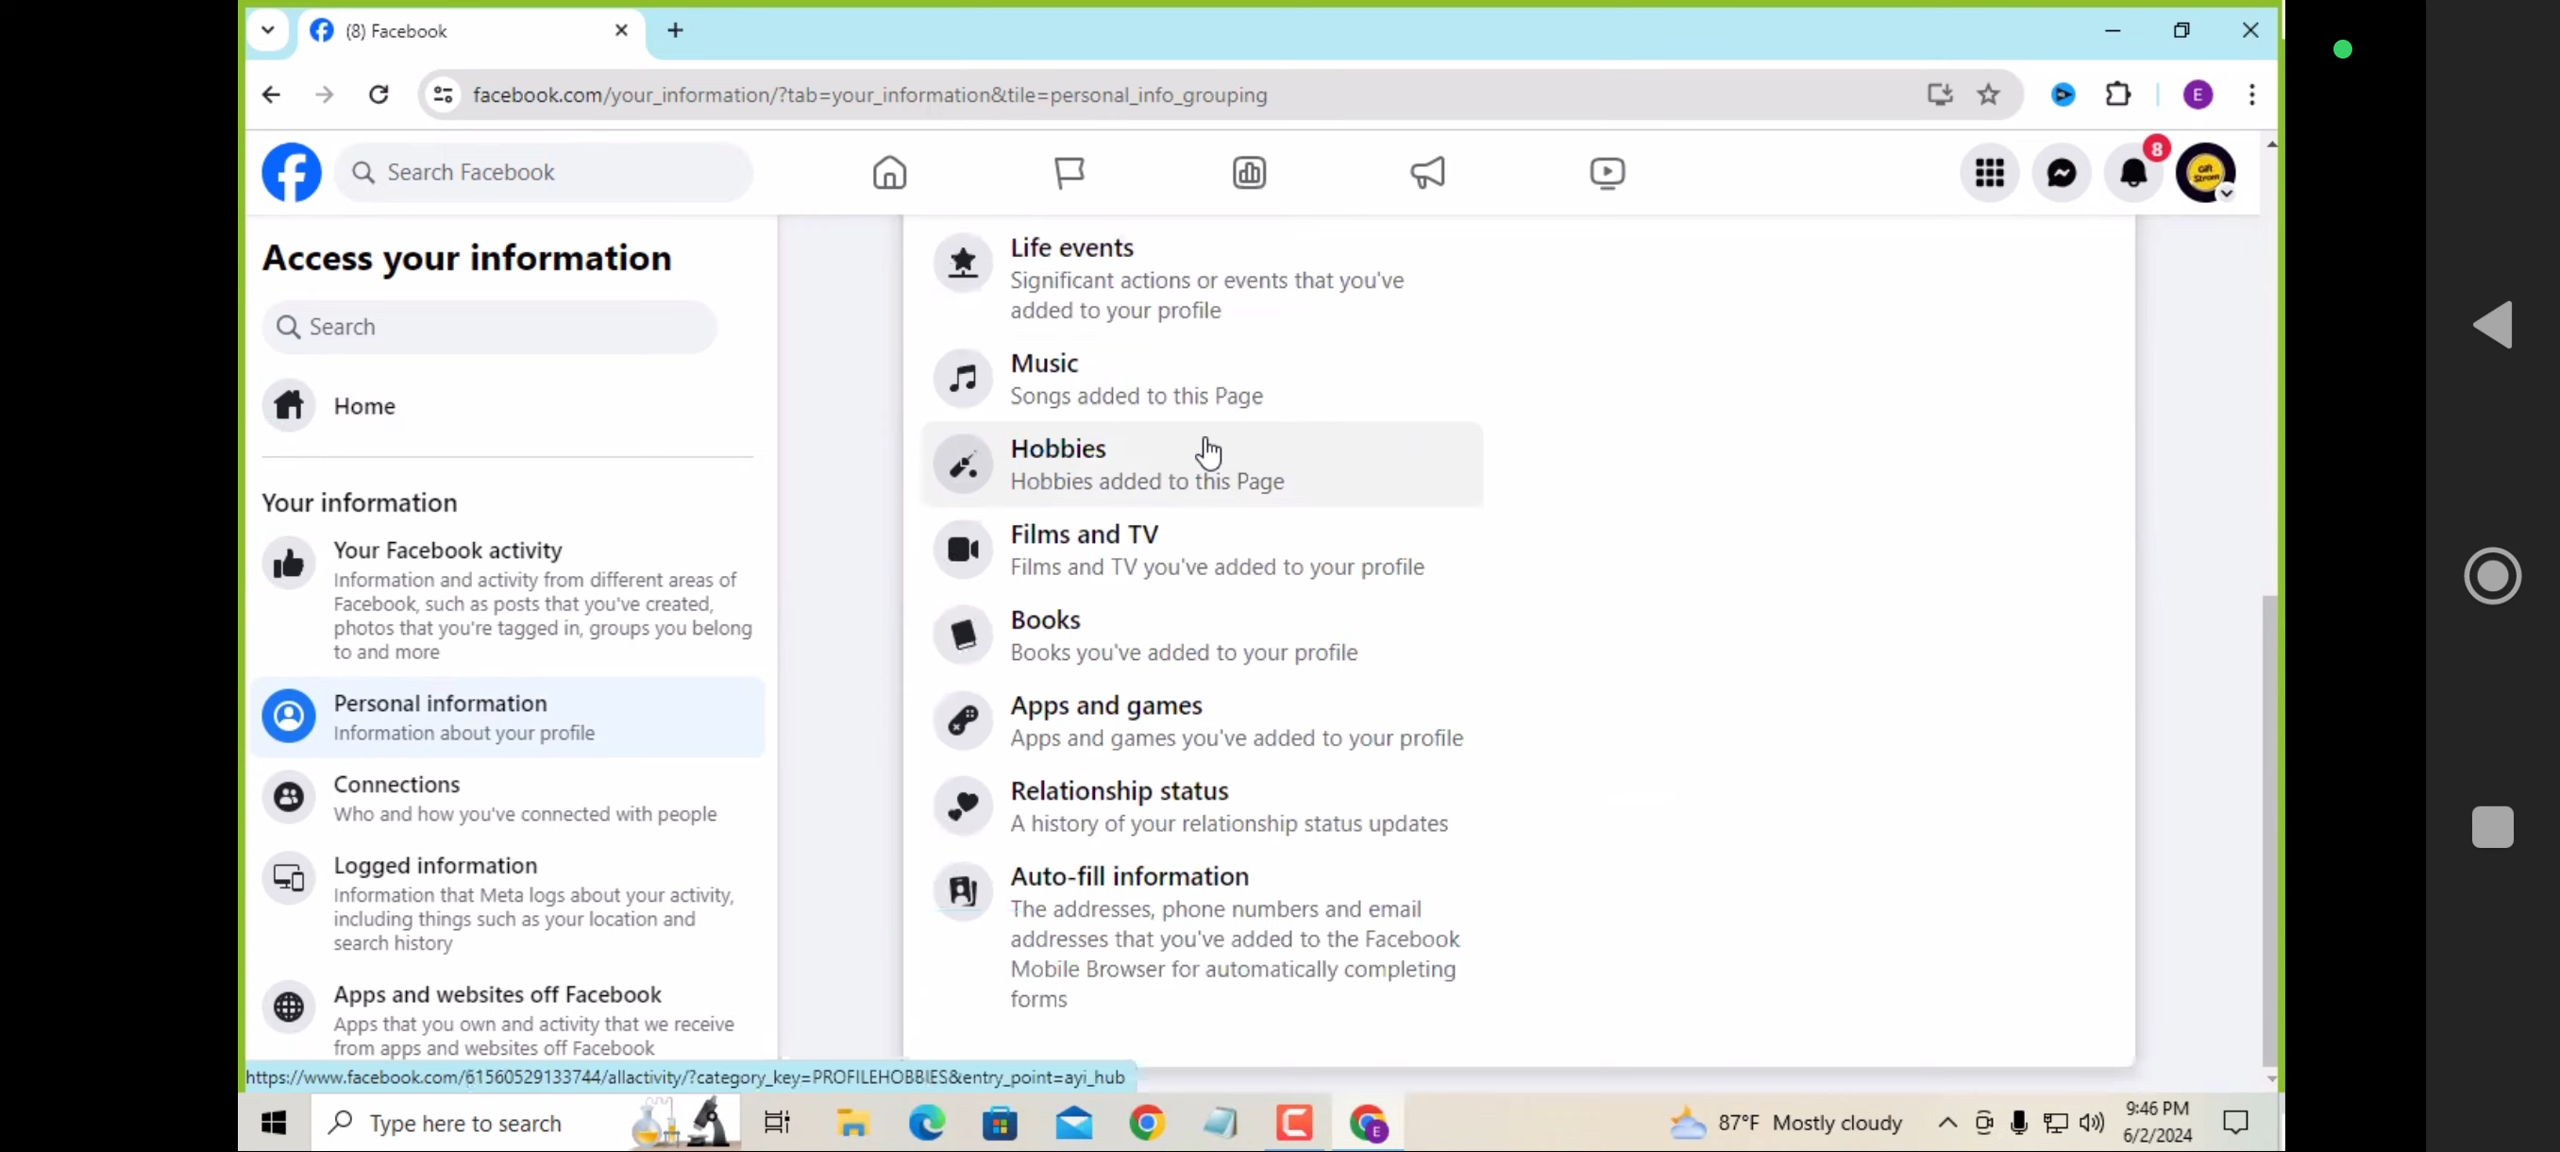 (8) Facebook
facebook.com/your_information/?tab=your_information&tile=personal_info_grouping
E
Search Facebook
8
Gift
Strom
Access your information
Search
Home
Your information
Your Facebook activity
Information and activity from different areas of
Facebook, such as posts that you've created,
photos that you're tagged in, groups you belong
to and more
Personal information
Information about your profile
Connections
Who and how you've connected with people
Logged information
Information that Meta logs about your activity,
including things such as your location and
search history
Apps and websites off Facebook
Apps that you own and activity that we receive
from apps and websites off Facebook
Life events
Significant actions or events that you've
added to your profile
Music
Songs added to this Page
Hobbies
Hobbies added to this Page
Films and TV
Films and TV you've added to your profile
Books
Books you've added to your profile
Apps and games
Apps and games you've added to your profile
Relationship status
A history of your relationship status updates
Auto-fill information
The addresses, phone numbers and email
addresses that you've added to the Facebook
Mobile Browser for automatically completing
forms
https://www.facebook.com/61560529133744/allactivity/?category_key=PROFILEHOBBIES&entry_point=ayi_hub
Type here to search
E
87°F Mostly cloudy
9:46 PM
6/2/2024